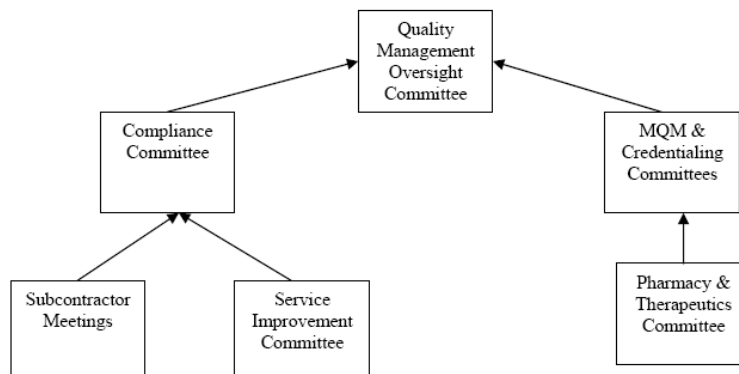 Quality
Management
Oversight
Committee
Compliance
Committee
MQM &
Credentialing
Committees
Subcontractor
Meetings
Service
Improvement
Committee
Pharmacy &
Therapeutics
Committee